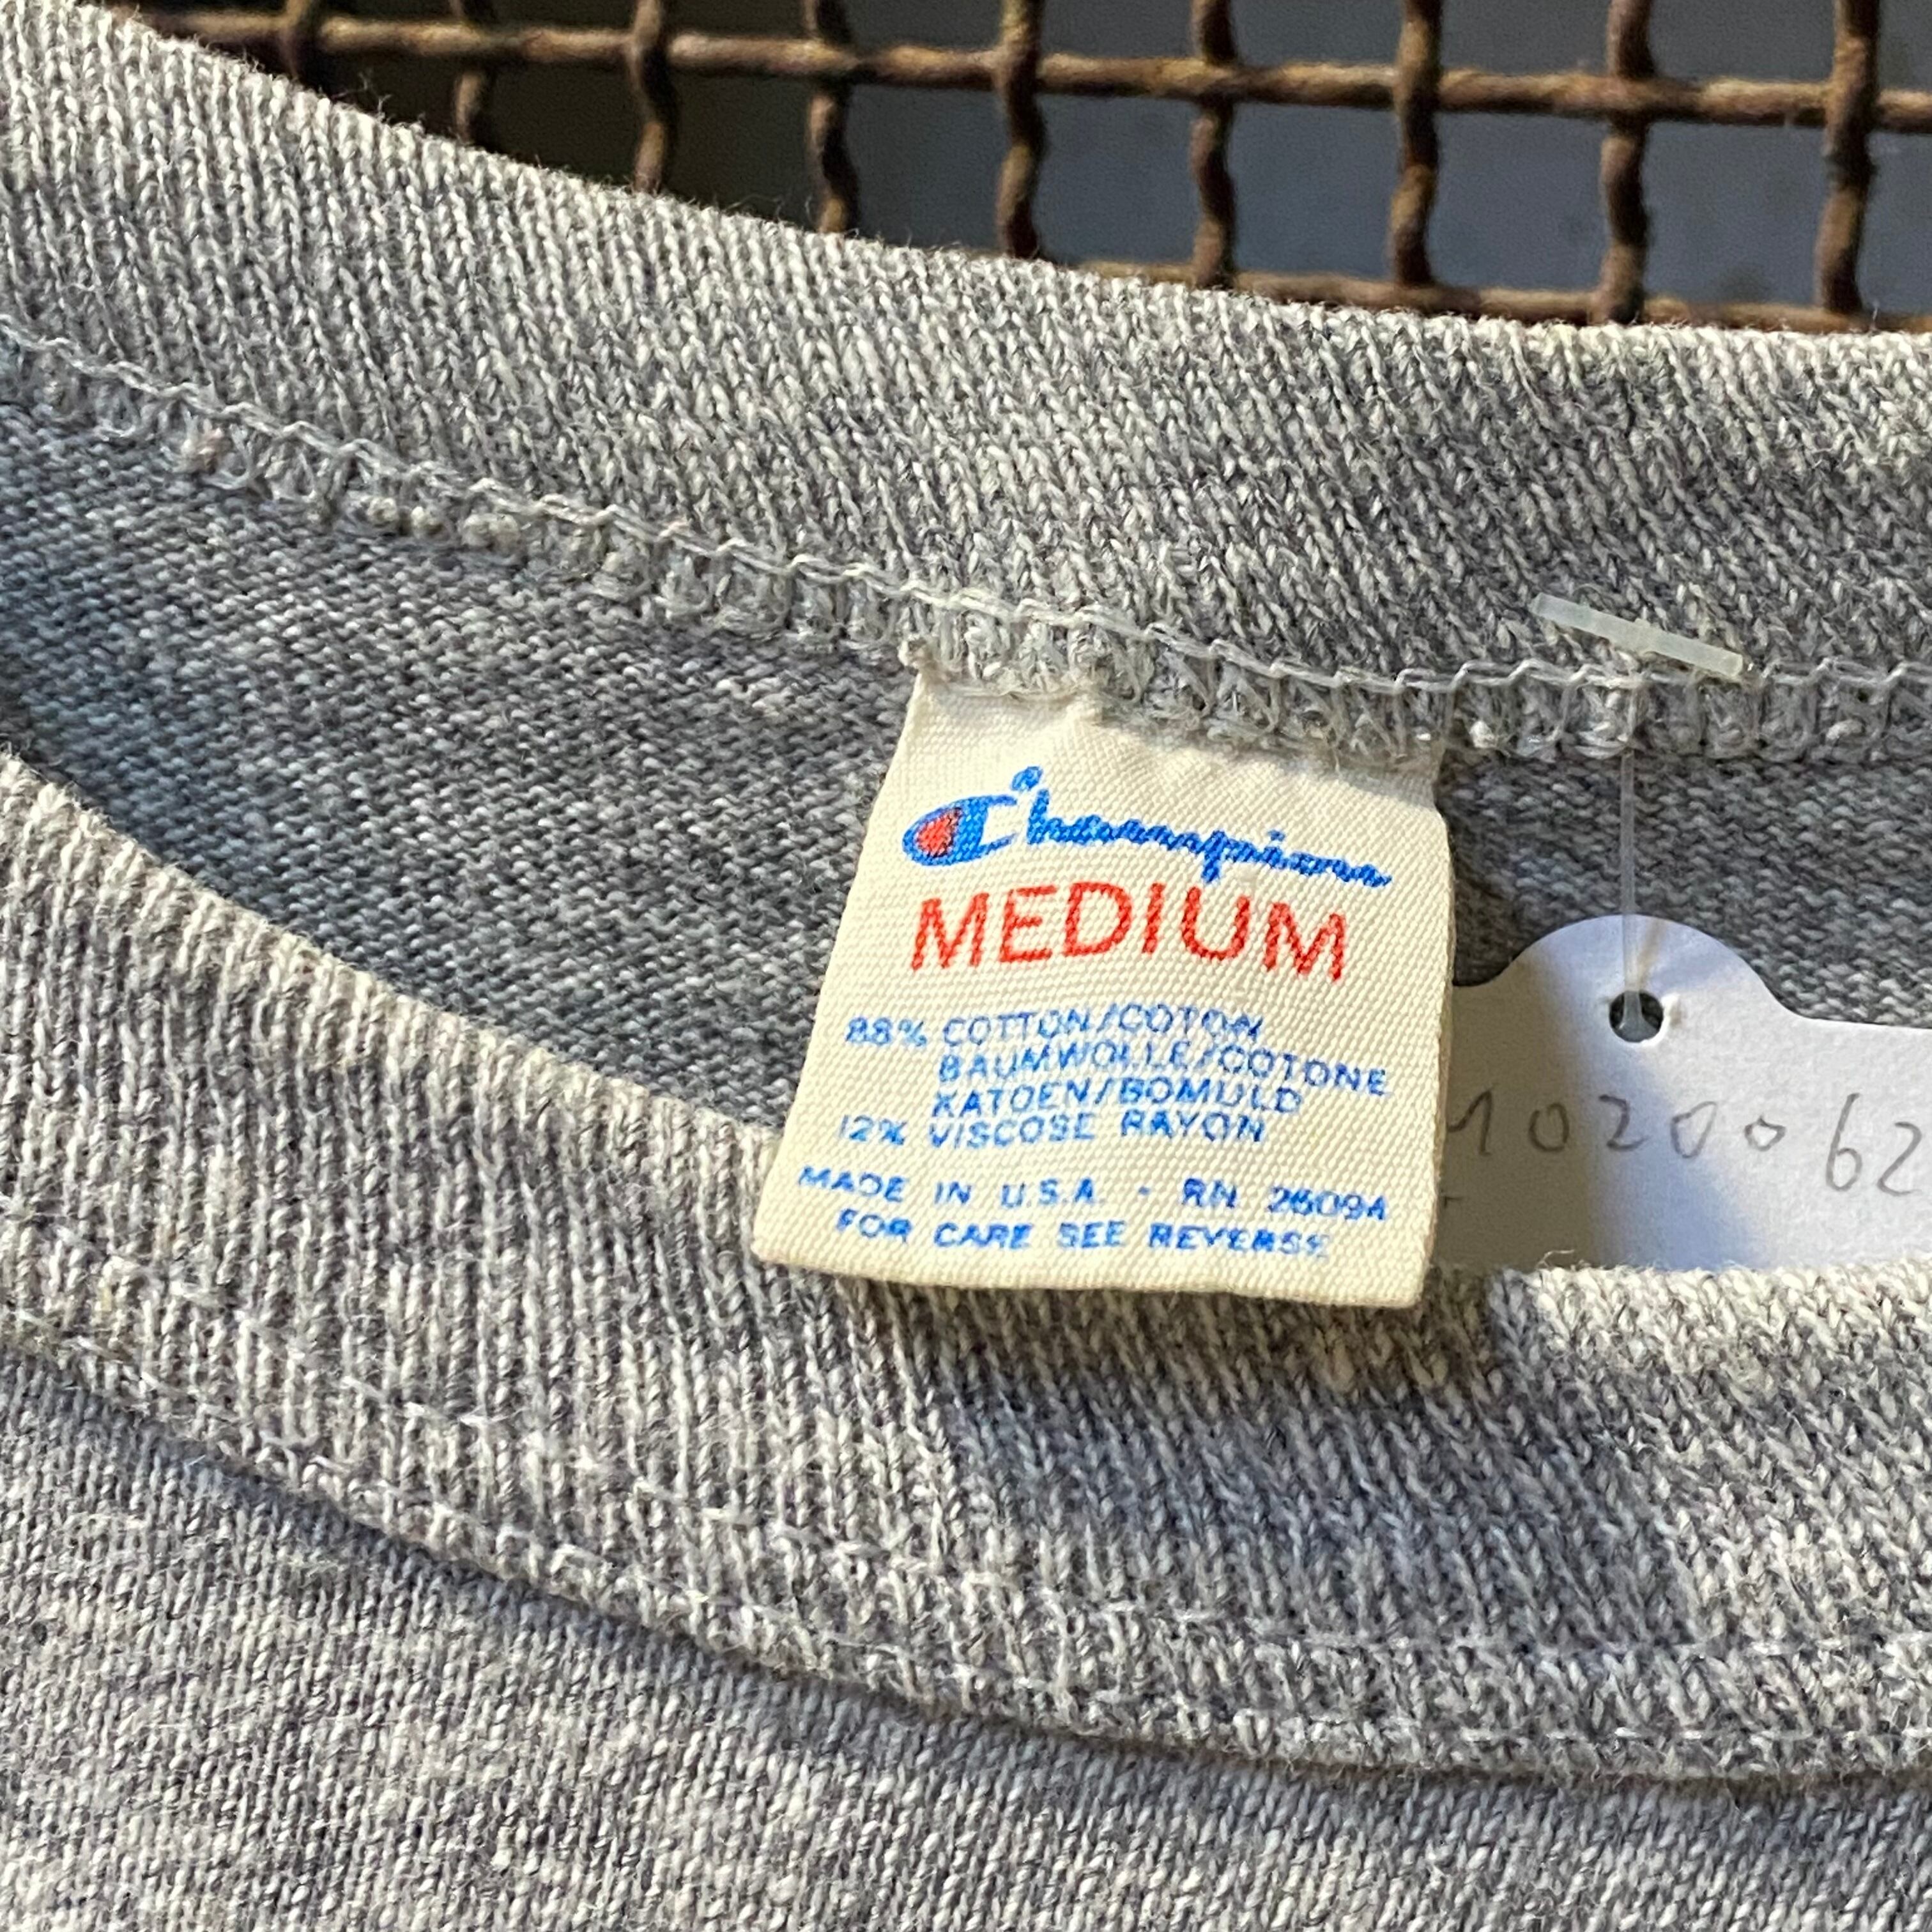 Champion
MEDIUM
88% COTTON/COTON
BAUMWOLLE/COTONE
KATOEN/BOMULD
12% VISCOSE RAYON
MADE IN U.S.A. - RN 26094
FOR CARE SEE REVERSE
1020062